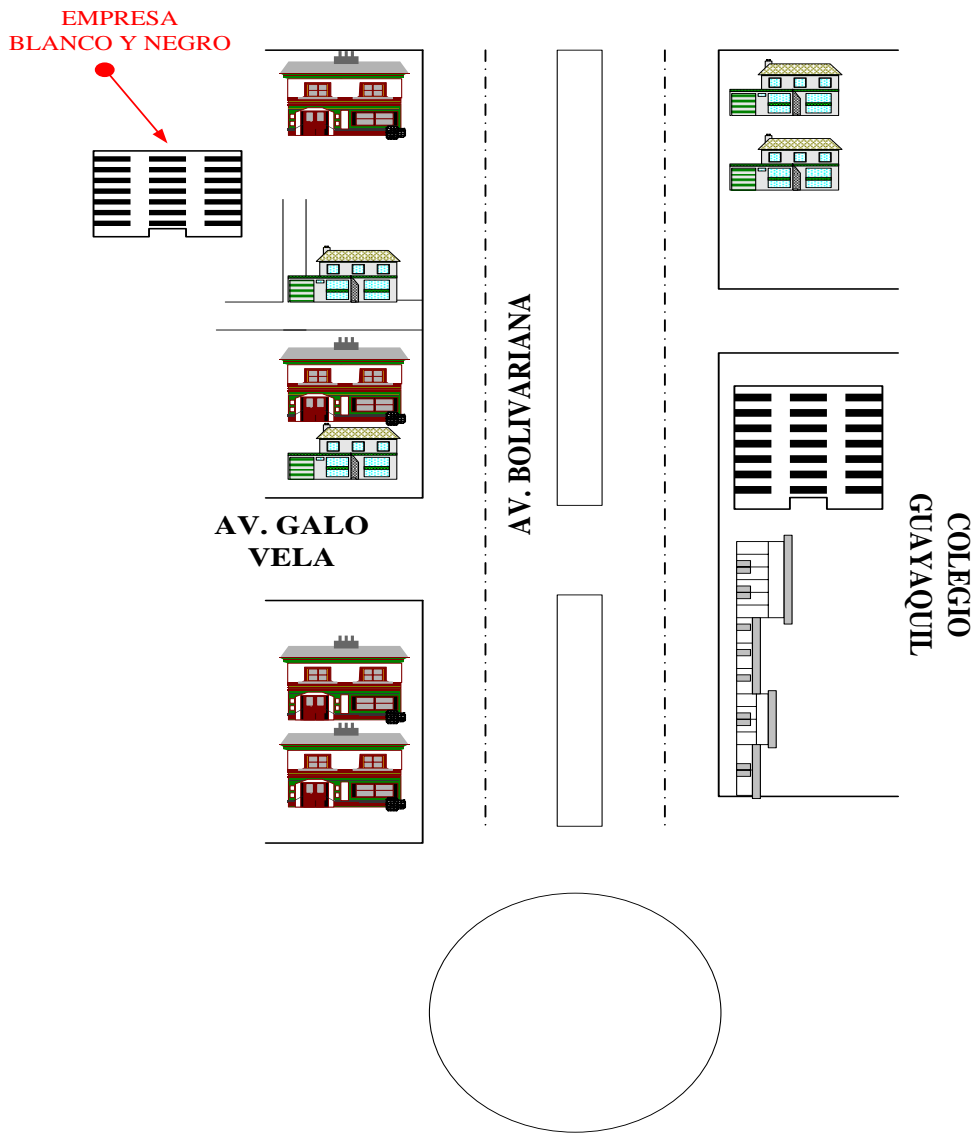 EMPRESA
BLANCO Y NEGRO
AV. BOLIVARIANA
AV. GALO
VELA
COLEGIO
GUAYAQUIL